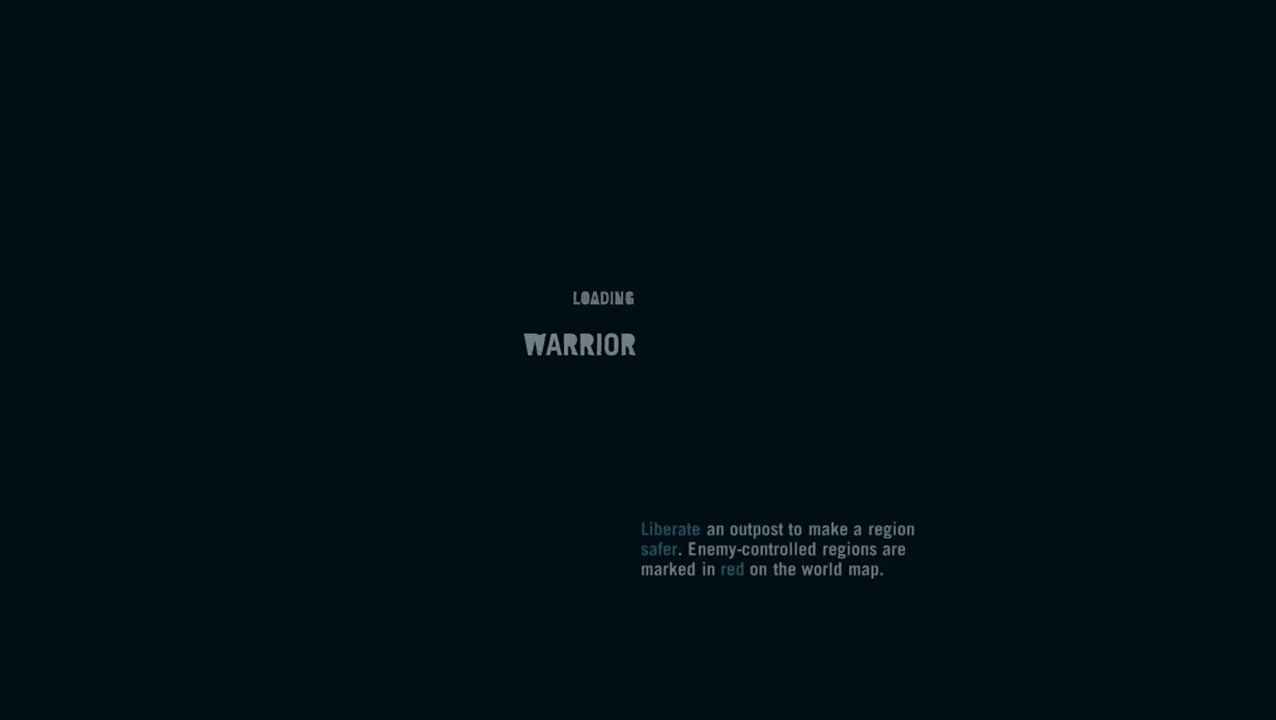 LOADING
WARRIOR
Liberate an outpost to make a region
safer. Enemy-controlled regions are
marked in red on the world map.